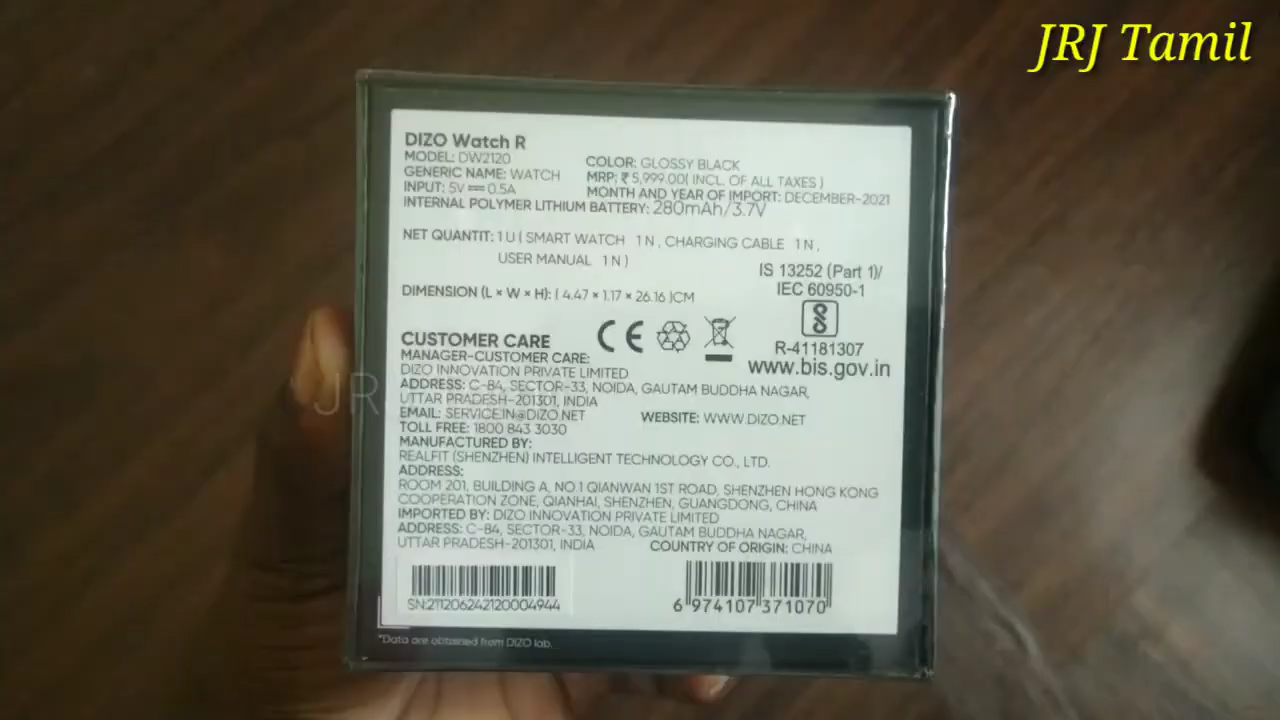 JRJ Tamil
DIZO Watch R
MODEL: DW2120
GENERIC NAME: WATCH
INPUT: 5V⎓0.5A
COLOR: GLOSSY BLACK
MRP: ₹ 5,999.00( INCL. OF ALL TAXES )
MONTH AND YEAR OF IMPORT: DECEMBER-2021
INTERNAL POLYMER LITHIUM BATTERY: 280mAh/3.7V
NET QUANTIT: 1 U ( SMART WATCH 1 N , CHARGING CABLE 1 N ,
USER MANUAL 1 N )
DIMENSION (L × W × H): ( 4.47 × 1.17 × 26.16 )CM
IS 13252 (Part 1)/
IEC 60950-1
R-41181307
www.bis.gov.in
CE
CUSTOMER CARE
MANAGER-CUSTOMER CARE:
DIZO INNOVATION PRIVATE LIMITED
ADDRESS: C-84, SECTOR-33, NOIDA, GAUTAM BUDDHA NAGAR,
UTTAR PRADESH-201301, INDIA
EMAIL: SERVICE.IN@DIZO.NET WEBSITE: WWW.DIZO.NET
TOLL FREE: 1800 843 3030
MANUFACTURED BY:
REALFIT (SHENZHEN) INTELLIGENT TECHNOLOGY CO., LTD.
ADDRESS:
ROOM 201, BUILDING A, NO.1 QIANWAN 1ST ROAD, SHENZHEN HONG KONG
COOPERATION ZONE, QIANHAI, SHENZHEN, GUANGDONG, CHINA
IMPORTED BY: DIZO INNOVATION PRIVATE LIMITED
ADDRESS: C-84, SECTOR-33, NOIDA, GAUTAM BUDDHA NAGAR,
UTTAR PRADESH-201301, INDIA COUNTRY OF ORIGIN: CHINA
SN:211206242120004944
6 974107 371070
*Data are obtained from DIZO lab.
JR